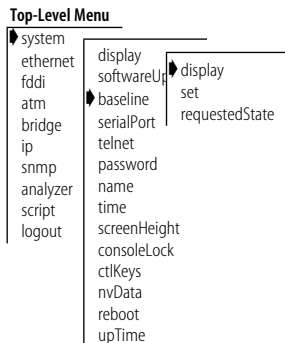 Top-Level Menu
system
ethernet
fddi
atm
bridge
ip
snmp
analyzer
script
logout
display
softwareUp
baseline
serialPort
telnet
password
name
time
screenHeight
consoleLock
ctlKeys
nvData
reboot
upTime
display
set
requestedState